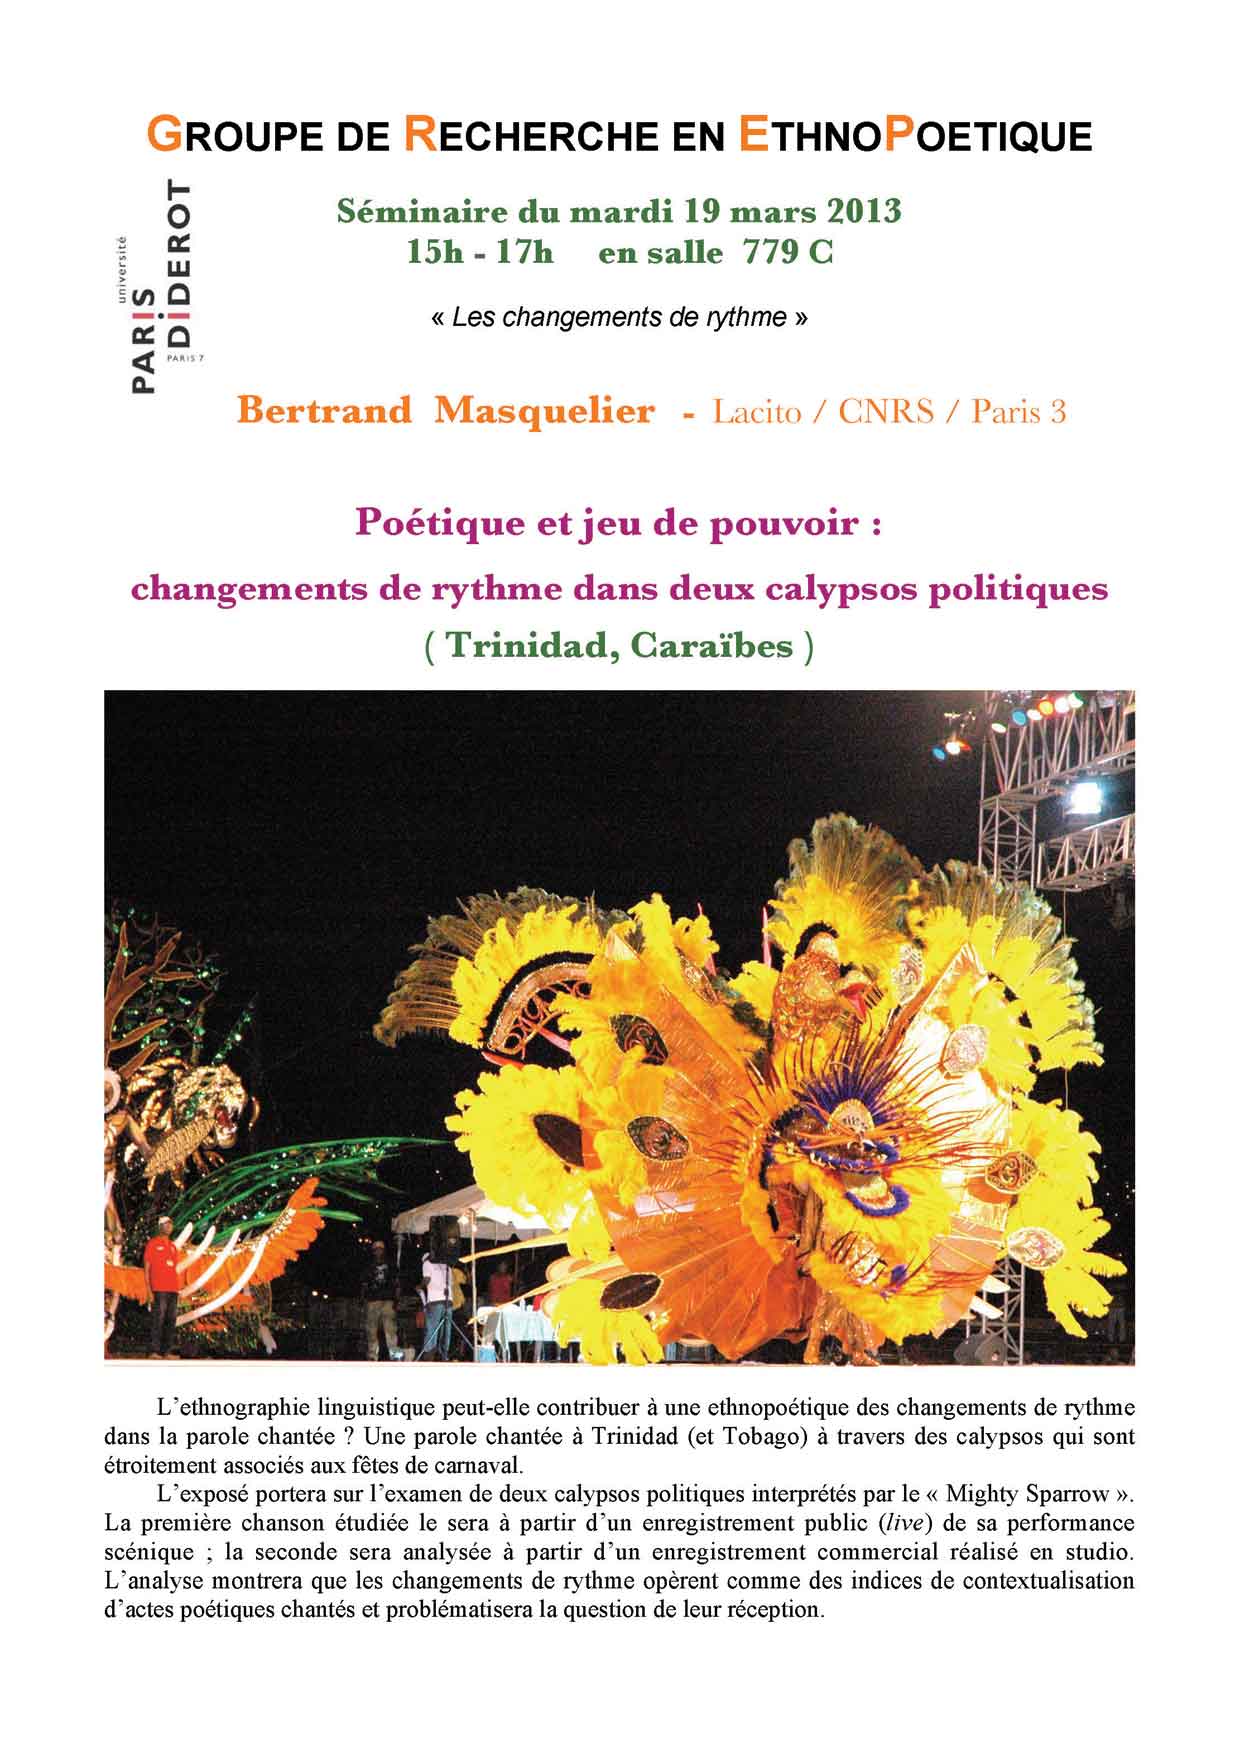 GROUPE DE RECHERCHE EN ETHNOPOETIQUE
Séminaire du mardi 19 mars 2013
15h - 17h en salle 779 C
université
PARIS
DiDEROT
PARIS 7
« Les changements de rythme »
Bertrand Masquelier - Lacito / CNRS / Paris 3
Poétique et jeu de pouvoir :
changements de rythme dans deux calypsos politiques
( Trinidad, Caraïbes )
L’ethnographie linguistique peut-elle contribuer à une ethnopoétique des changements de rythme
dans la parole chantée ? Une parole chantée à Trinidad (et Tobago) à travers des calypsos qui sont
étroitement associés aux fêtes de carnaval.
L’exposé portera sur l’examen de deux calypsos politiques interprétés par le « Mighty Sparrow ».
La première chanson étudiée le sera à partir d’un enregistrement public (live) de sa performance
scénique ; la seconde sera analysée à partir d’un enregistrement commercial réalisé en studio.
L’analyse montrera que les changements de rythme opèrent comme des indices de contextualisation
d’actes poétiques chantés et problématisera la question de leur réception.